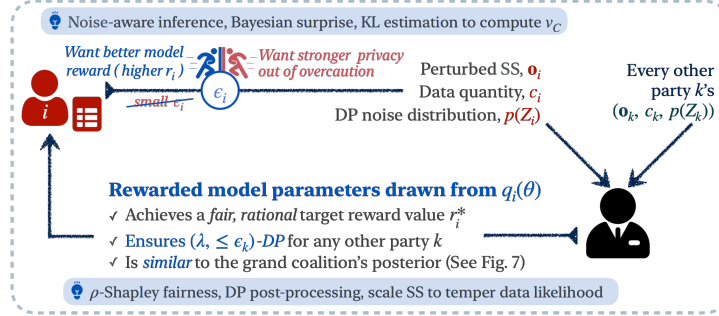 Noise-aware inference, Bayesian surprise, KL estimation to compute v_C
Want better model
reward (higher r_i)
Want stronger privacy
out of overcaution
small ϵ_i
ϵ_i
i
Perturbed SS, o_i
Data quantity, c_i
DP noise distribution, p(Z_i)
Every other
party k's
(o_k, c_k, p(Z_k))
Rewarded model parameters drawn from q_i(θ)
✓ Achieves a fair, rational target reward value r_i^*
✓ Ensures (λ, ≤ ϵ_k)-DP for any other party k
✓ Is similar to the grand coalition's posterior (See Fig. 7)
ρ-Shapley fairness, DP post-processing, scale SS to temper data likelihood